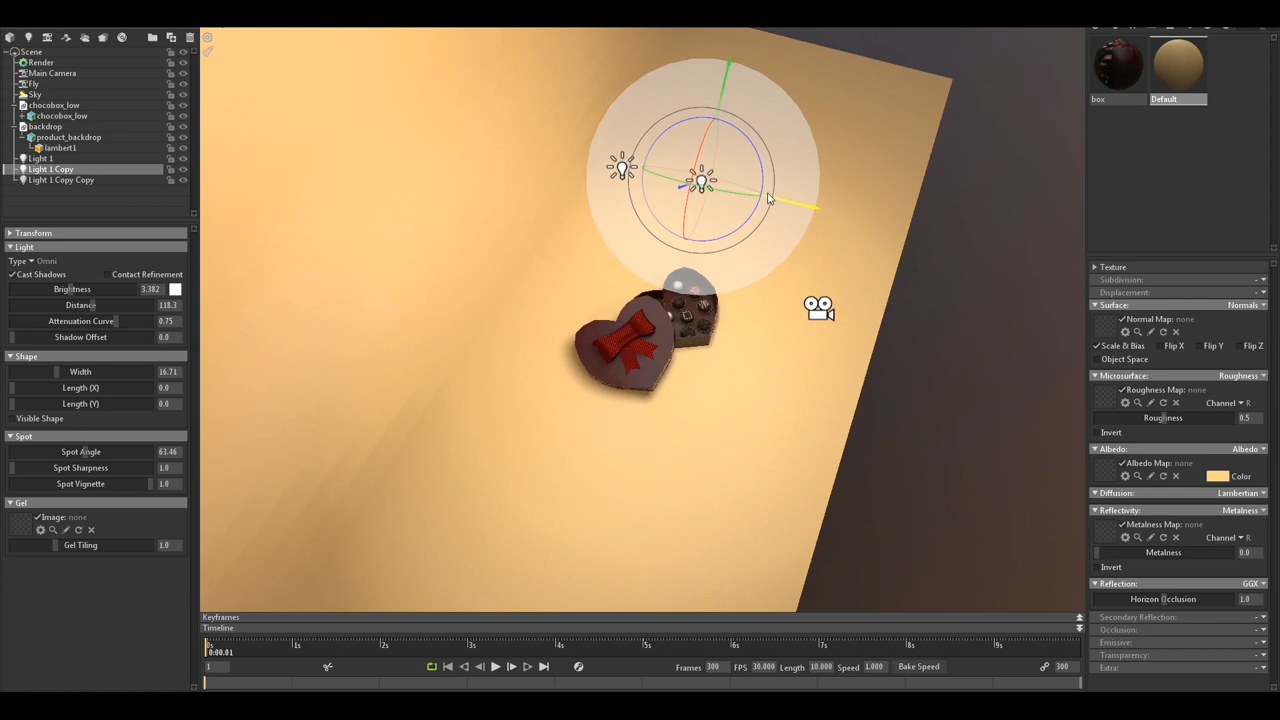 Scene
Render
Main Camera
Fly
Sky
chocobox_low
chocobox_low
backdrop
product_backdrop
lambert1
Light 1
Light 1 Copy
Light 1 Copy Copy
Transform
Light
Type Omni
Cast Shadows Contact Refinement
Brightness 3.382
Distance 118.3
Attenuation Curve 0.75
Shadow Offset 0.0
Shape
Width 16.71
Length (X) 0.0
Length (Y) 0.0
Visible Shape
Spot
Spot Angle 63.46
Spot Sharpness 1.0
Spot Vignette 1.0
Gel
Image: none
Gel Tiling 1.0
Keyframes
Timeline
0s 1s 2s 3s 4s 5s 6s 7s 8s 9s
0:00.01
1 Frames 300 FPS 30.000 Length 10.000 Speed 1.000 Bake Speed 300
box Default
Texture
Subdivision: -
Displacement: -
Surface: Normals
Normal Map: none
Scale & Bias Flip X Flip Y Flip Z
Object Space
Microsurface: Roughness
Roughness Map: none
Channel R
Roughness 0.5
Invert
Albedo: Albedo
Albedo Map: none
Color
Diffusion: Lambertian
Reflectivity: Metalness
Metalness Map: none
Channel R
Metalness 0.0
Invert
Reflection: GGX
Horizon Occlusion 1.0
Secondary Reflection: -
Occlusion: -
Emissive: -
Transparency: -
Extra: -